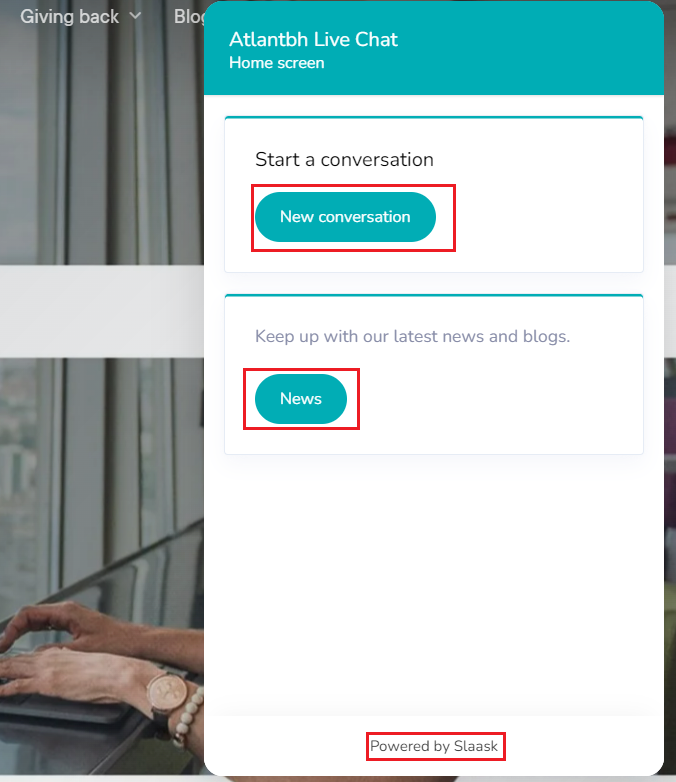 Giving back Blog
Atlantbh Live Chat
Home screen
Start a conversation
New conversation
Keep up with our latest news and blogs.
News
Powered by Slaask